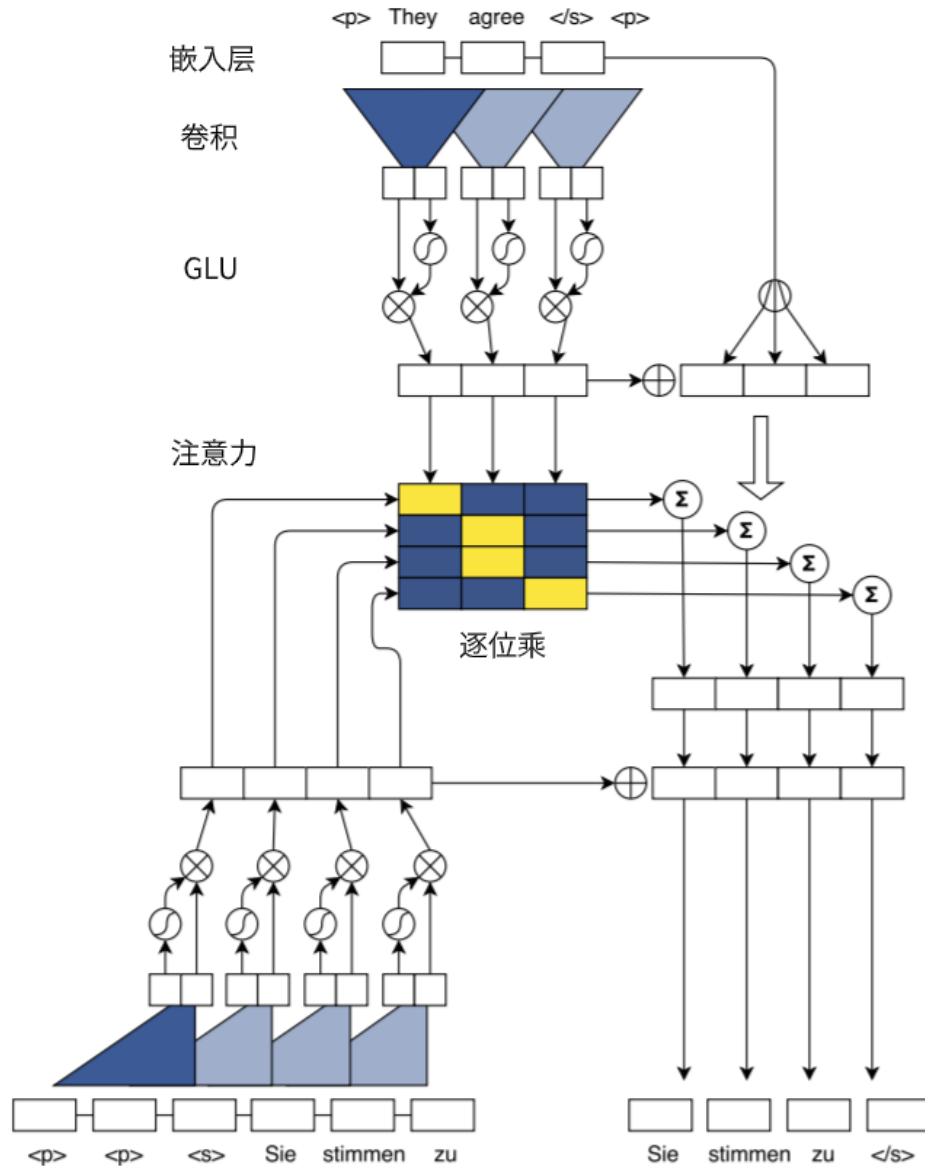 <p> They agree </s> <p>
嵌入层
卷积
GLU
注意力
Σ
Σ
Σ
Σ
逐位乘
<p> <p> <s> Sie stimmen zu
Sie stimmen zu </s>